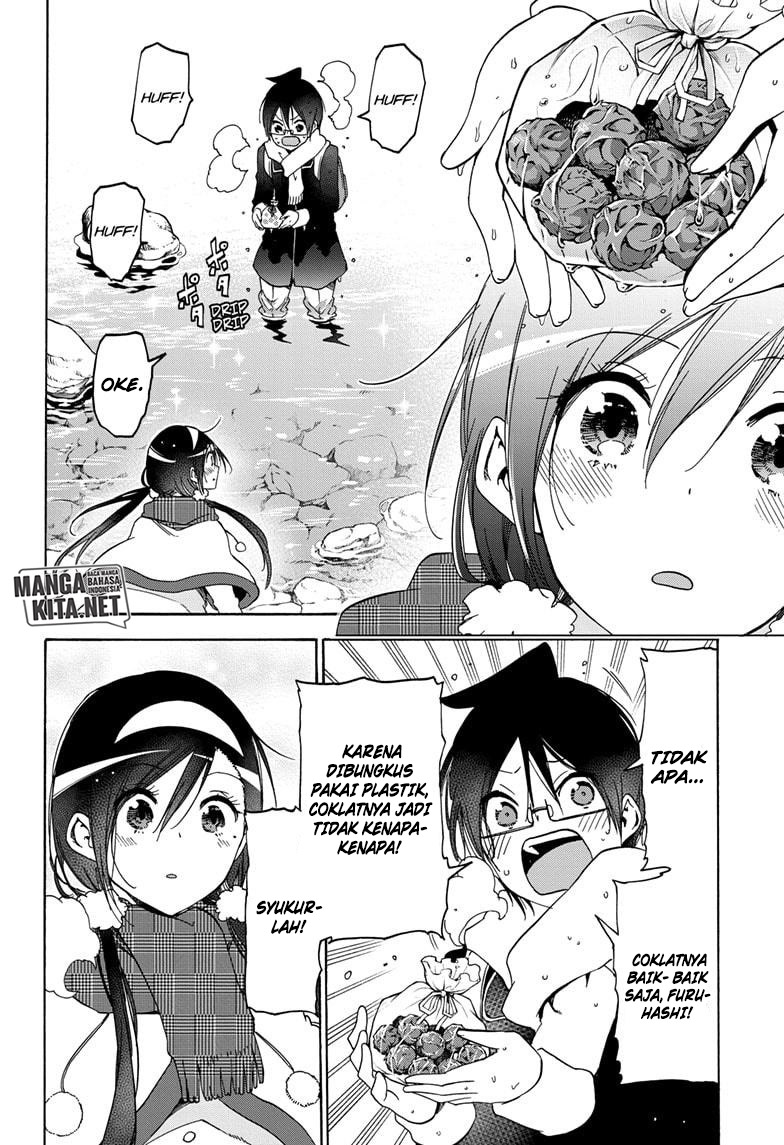 HUFF!
HUFF!
HUFF!
ポタ
ポタ
DRIP
DRIP
OKE.
MANGA
KITA.NET
BACA MANGA
BAHASA
INDONESIA
TIDAK
APA...
COKLATNYA
BAIK- BAIK
SAJA, FURU-
HASHI!
KARENA
DIBUNGKUS
PAKAI PLASTIK,
COKLATNYA JADI
TIDAK KENAPA-
KENAPA!
SYUKUR-
LAH!